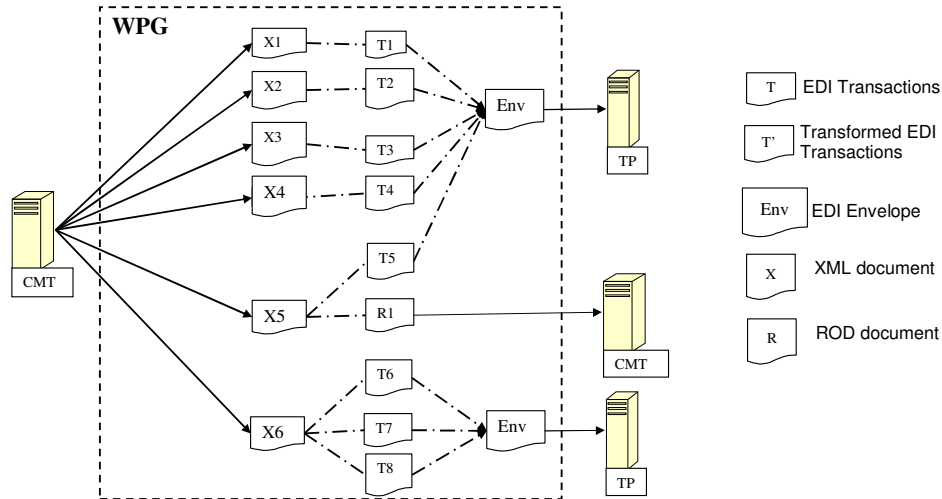 WPG
X1
T1
X2
T2
X3
T3
X4
T4
Env
TP
CMT
T5
X5
R1
CMT
T6
X6
T7
T8
Env
TP
T
EDI Transactions
T'
Transformed EDI
Transactions
Env
EDI Envelope
X
XML document
R
ROD document